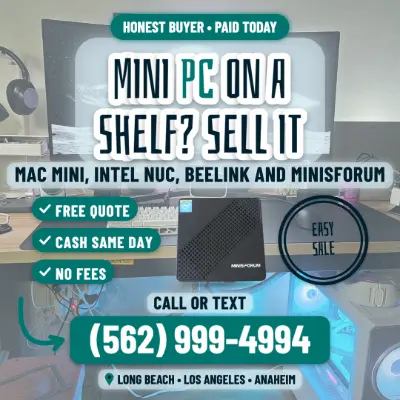 HONEST BUYER • PAID TODAY
MINI PC ON A
SHELF? SELL IT
MAC MINI, INTEL NUC, BEELINK AND MINISFORUM
FREE QUOTE
CASH SAME DAY
NO FEES
MINISFORUM
EASY
SALE
CALL OR TEXT
(562) 999-4994
LONG BEACH • LOS ANGELES • ANAHEIM